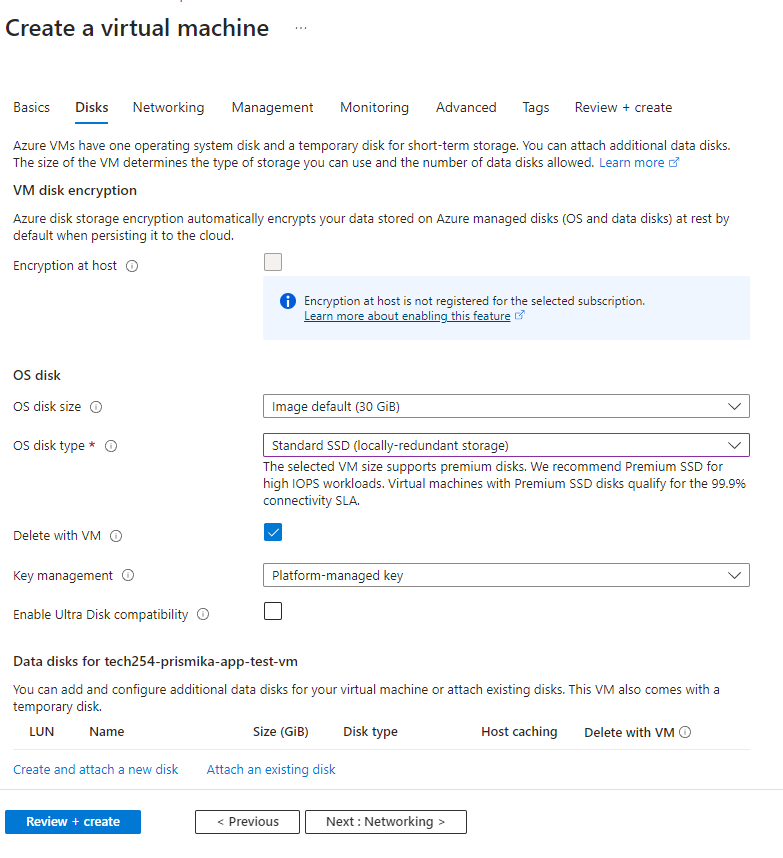 Create a virtual machine ...
Basics Disks Networking Management Monitoring Advanced Tags Review + create
Azure VMs have one operating system disk and a temporary disk for short-term storage. You can attach additional data disks.
The size of the VM determines the type of storage you can use and the number of data disks allowed. Learn more
VM disk encryption
Azure disk storage encryption automatically encrypts your data stored on Azure managed disks (OS and data disks) at rest by
default when persisting it to the cloud.
Encryption at host
Encryption at host is not registered for the selected subscription.
Learn more about enabling this feature
OS disk
OS disk size Image default (30 GiB)
OS disk type * Standard SSD (locally-redundant storage)
The selected VM size supports premium disks. We recommend Premium SSD for
high IOPS workloads. Virtual machines with Premium SSD disks qualify for the 99.9%
connectivity SLA.
Delete with VM
Key management Platform-managed key
Enable Ultra Disk compatibility
Data disks for tech254-prismika-app-test-vm
You can add and configure additional data disks for your virtual machine or attach existing disks. This VM also comes with a
temporary disk.
LUN Name Size (GiB) Disk type Host caching Delete with VM
Create and attach a new disk Attach an existing disk
Review + create < Previous Next : Networking >